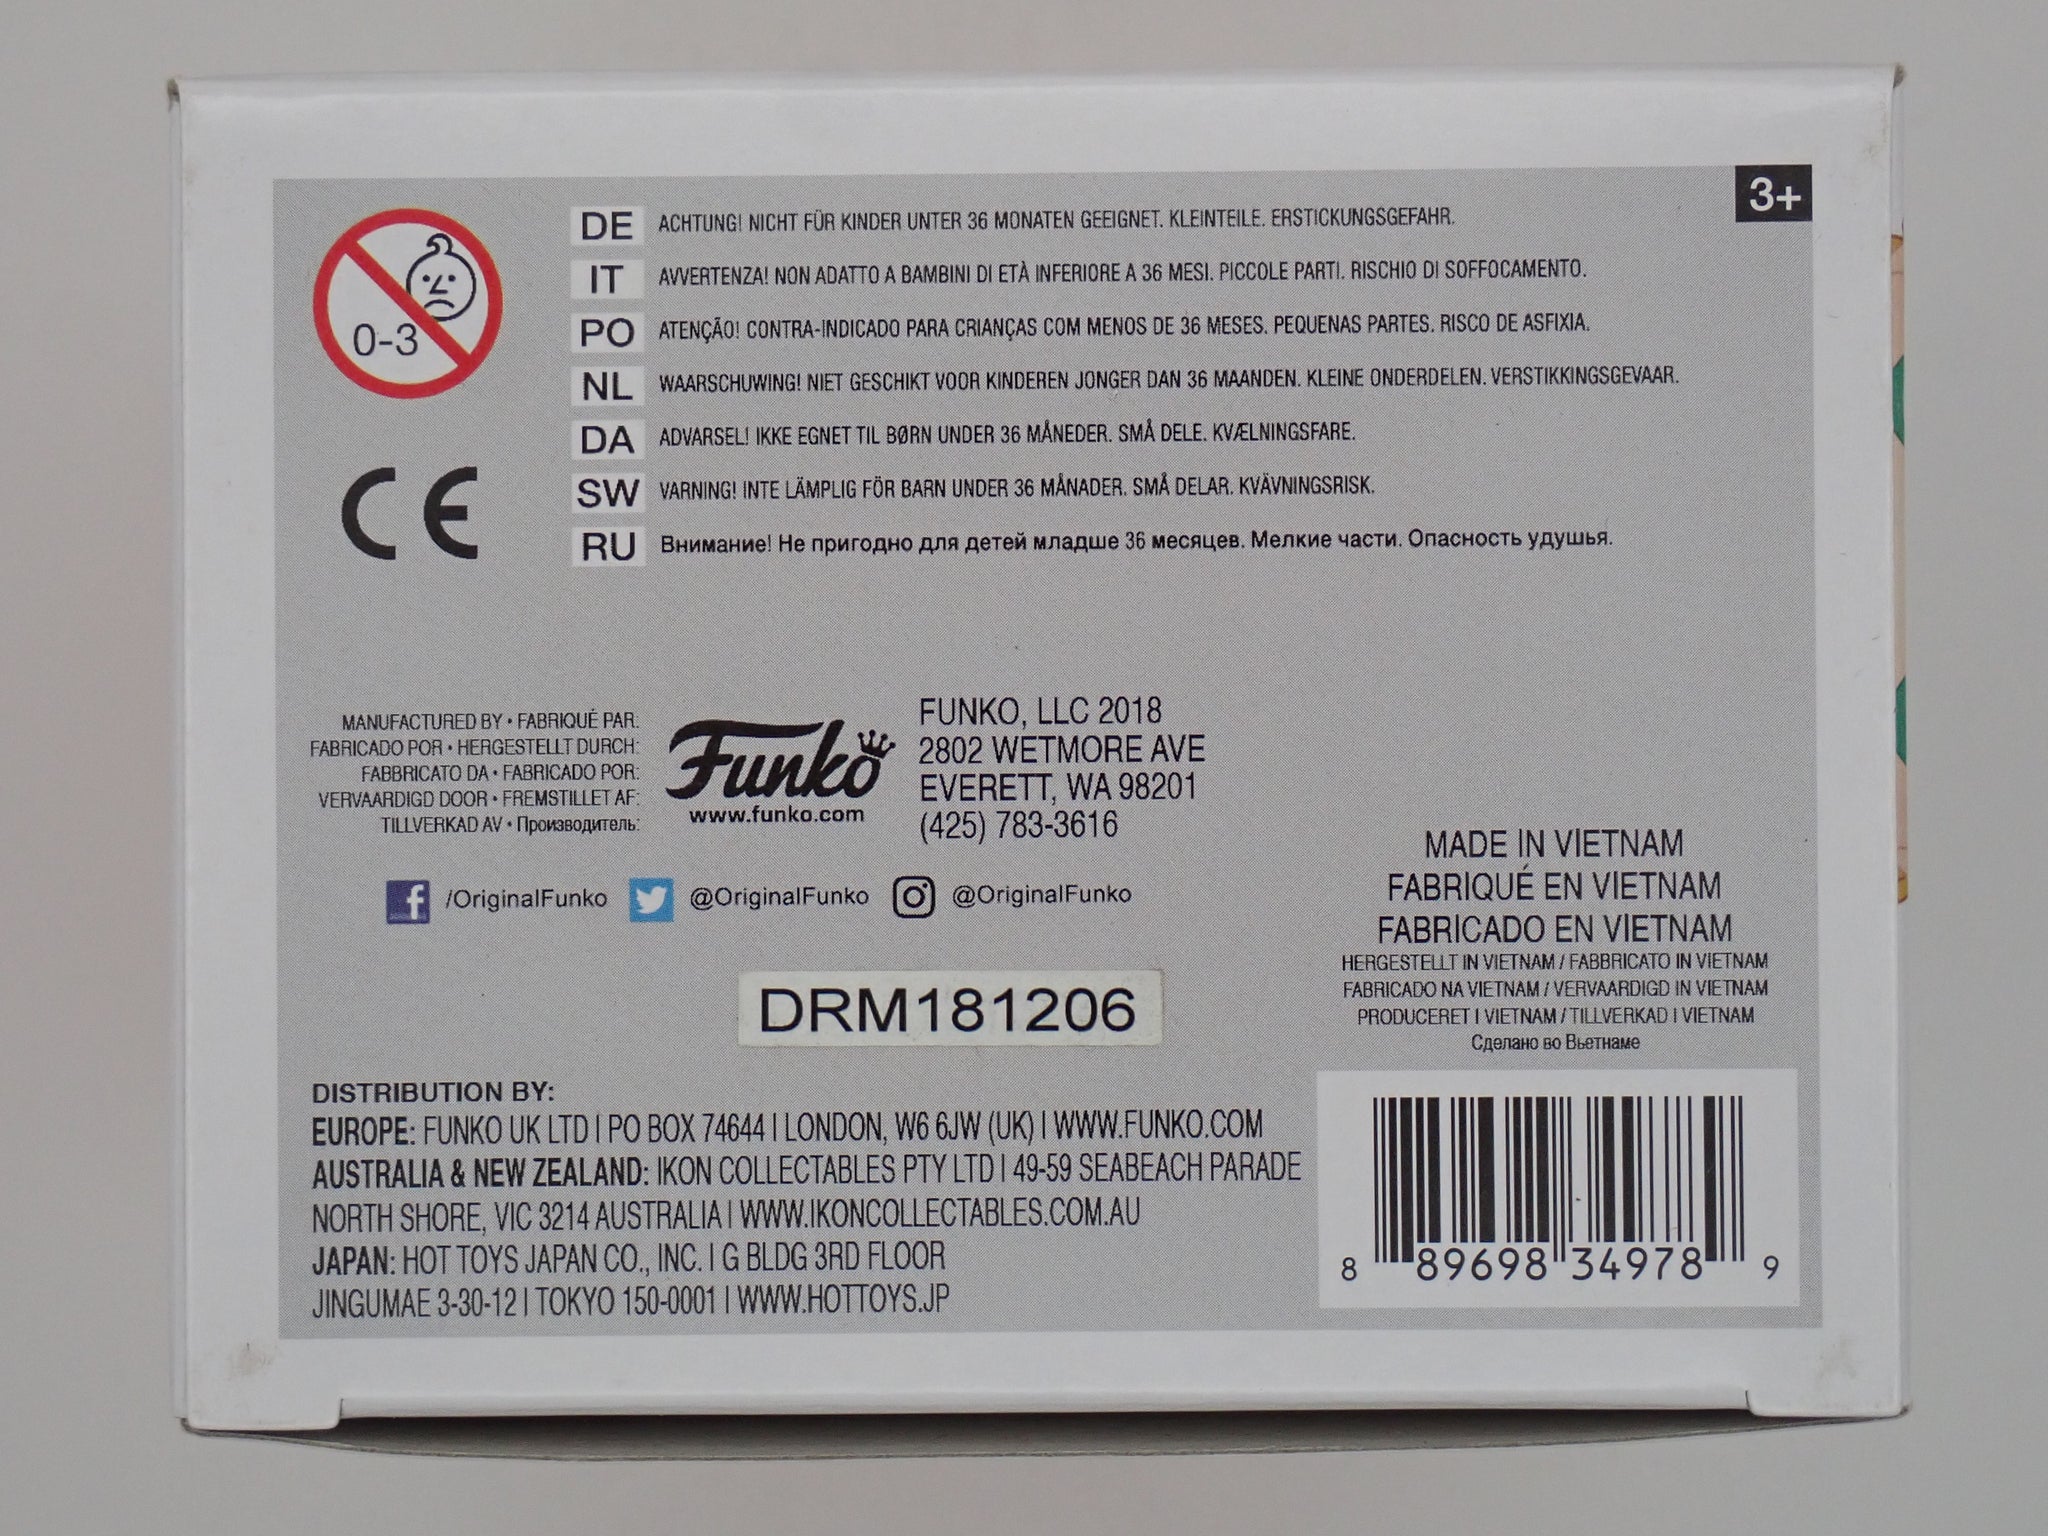 3+
0-3
DE ACHTUNG! NICHT FÜR KINDER UNTER 36 MONATEN GEEIGNET. KLEINTEILE. ERSTICKUNGSGEFAHR.
IT AVVERTENZA! NON ADATTO A BAMBINI DI ETÀ INFERIORE A 36 MESI. PICCOLE PARTI. RISCHIO DI SOFFOCAMENTO.
PO ATENÇÃO! CONTRA-INDICADO PARA CRIANÇAS COM MENOS DE 36 MESES. PEQUENAS PARTES. RISCO DE ASFIXIA.
NL WAARSCHUWING! NIET GESCHIKT VOOR KINDEREN JONGER DAN 36 MAANDEN. KLEINE ONDERDELEN. VERSTIKKINGSGEVAAR.
DA ADVARSEL! IKKE EGNET TIL BØRN UNDER 36 MÅNEDER. SMÅ DELE. KVÆLNINGSFARE.
SW VARNING! INTE LÄMPLIG FÖR BARN UNDER 36 MÅNADER. SMÅ DELAR. KVÄVNINGSRISK.
RU Внимание! Не пригодно для детей младше 36 месяцев. Мелкие части. Опасность удушья.
CE
MANUFACTURED BY • FABRIQUÉ PAR:
FABRICADO POR • HERGESTELLT DURCH:
FABBRICATO DA • FABRICADO POR:
VERVAARDIGD DOOR • FREMSTILLET AF:
TILLVERKAD AV • Производитель:
Funko
www.funko.com
FUNKO, LLC 2018
2802 WETMORE AVE
EVERETT, WA 98201
(425) 783-3616
/OriginalFunko @OriginalFunko @OriginalFunko
MADE IN VIETNAM
FABRIQUÉ EN VIETNAM
FABRICADO EN VIETNAM
HERGESTELLT IN VIETNAM / FABBRICATO IN VIETNAM
FABRICADO NA VIETNAM / VERVAARDIGD IN VIETNAM
PRODUCERET I VIETNAM / TILLVERKAD I VIETNAM
Сделано во Вьетнаме
DRM181206
DISTRIBUTION BY:
EUROPE: FUNKO UK LTD | PO BOX 74644 | LONDON, W6 6JW (UK) | WWW.FUNKO.COM
AUSTRALIA & NEW ZEALAND: IKON COLLECTABLES PTY LTD | 49-59 SEABEACH PARADE
NORTH SHORE, VIC 3214 AUSTRALIA | WWW.IKONCOLLECTABLES.COM.AU
JAPAN: HOT TOYS JAPAN CO., INC. | G BLDG 3RD FLOOR
JINGUMAE 3-30-12 | TOKYO 150-0001 | WWW.HOTTOYS.JP
8 89698 34978 9